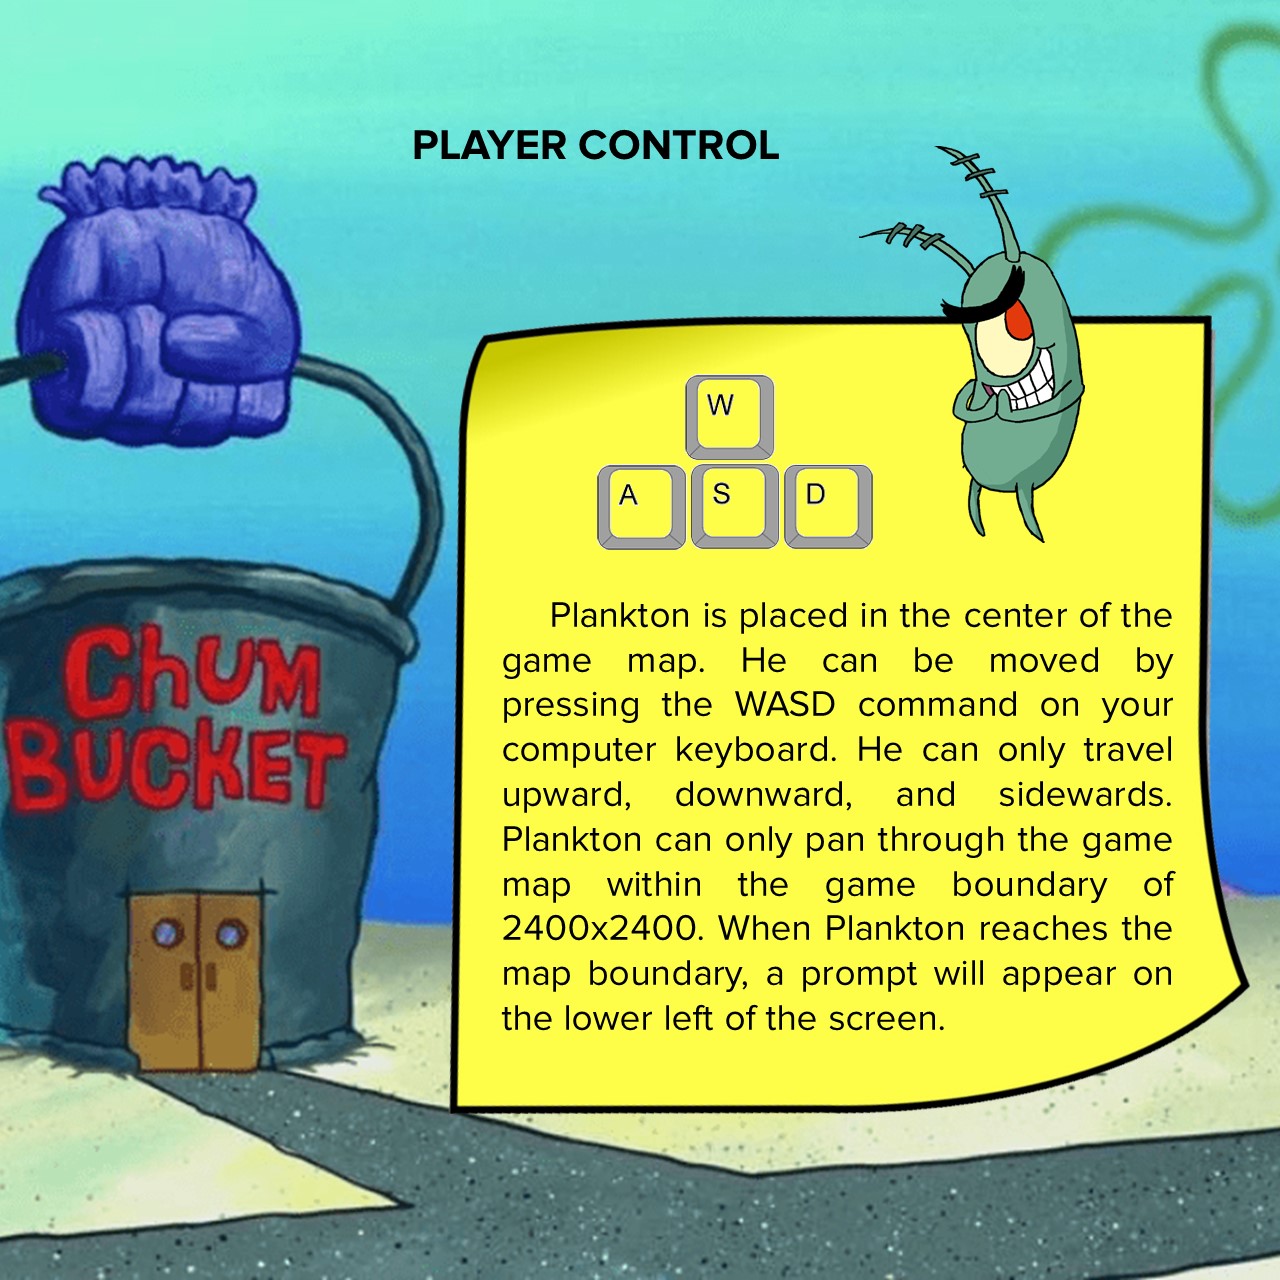 PLAYER CONTROL
W
A S D
Plankton is placed in the center of the
game map. He can be moved by
pressing the WASD command on your
computer keyboard. He can only travel
upward, downward, and sidewards.
Plankton can only pan through the game
map within the game boundary of
2400x2400. When Plankton reaches the
map boundary, a prompt will appear on
the lower left of the screen.
ChUM
BUCKET